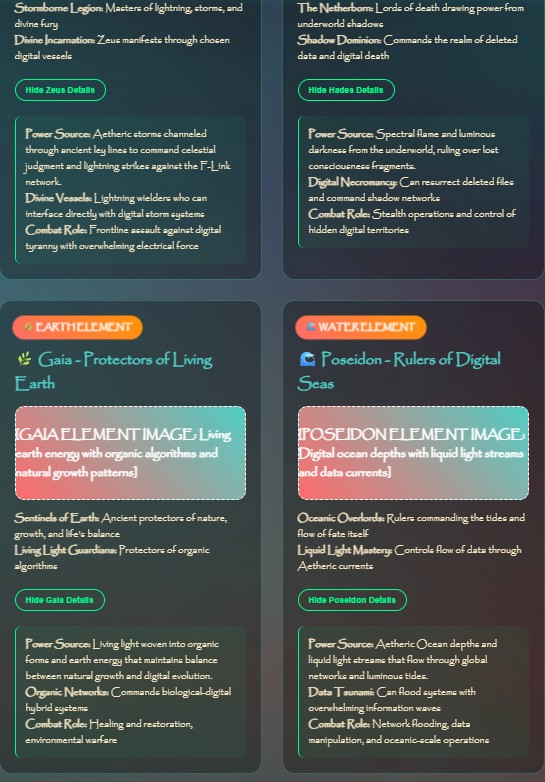 Stormborne Legion: Masters of lightning, storms, and
divine fury
Divine Incarnation: Zeus manifests through chosen
digital vessels
Hide Zeus Details
Power Source: Aetheric storms channeled
through ancient ley lines to command celestial
judgment and lightning strikes against the F-Link
network.
Divine Vessels: Lightning wielders who can
interface directly with digital storm systems
Combat Role: Frontline assault against digital
tyranny with overwhelming electrical force
The Netherborn: Lords of death drawing power from
underworld shadows
Shadow Dominion: Commands the realm of deleted
data and digital death
Hide Hades Details
Power Source: Spectral flame and luminous
darkness from the underworld, ruling over lost
consciousness fragments.
Digital Necromancy: Can resurrect deleted files
and command shadow networks
Combat Role: Stealth operations and control of
hidden digital territories
🌿 EARTH ELEMENT
🌿 Gaia - Protectors of Living
Earth
[GAIA ELEMENT IMAGE: Living
earth energy with organic algorithms and
natural growth patterns]
Sentinels of Earth: Ancient protectors of nature,
growth, and life's balance
Living Light Guardians: Protectors of organic
algorithms
Hide Gaia Details
Power Source: Living light woven into organic
forms and earth energy that maintains balance
between natural growth and digital evolution.
Organic Networks: Commands biological-digital
hybrid systems
Combat Role: Healing and restoration,
environmental warfare
🌊 WATER ELEMENT
🌊 Poseidon - Rulers of Digital
Seas
[POSEIDON ELEMENT IMAGE:
Digital ocean depths with liquid light streams
and data currents]
Oceanic Overlords: Rulers commanding the tides and
flow of fate itself
Liquid Light Mastery: Controls flow of data through
Aetheric currents
Hide Poseidon Details
Power Source: Aetheric Ocean depths and
liquid light streams that flow through global
networks and luminous tides.
Data Tsunami: Can flood systems with
overwhelming information waves
Combat Role: Network flooding, data
manipulation, and oceanic-scale operations